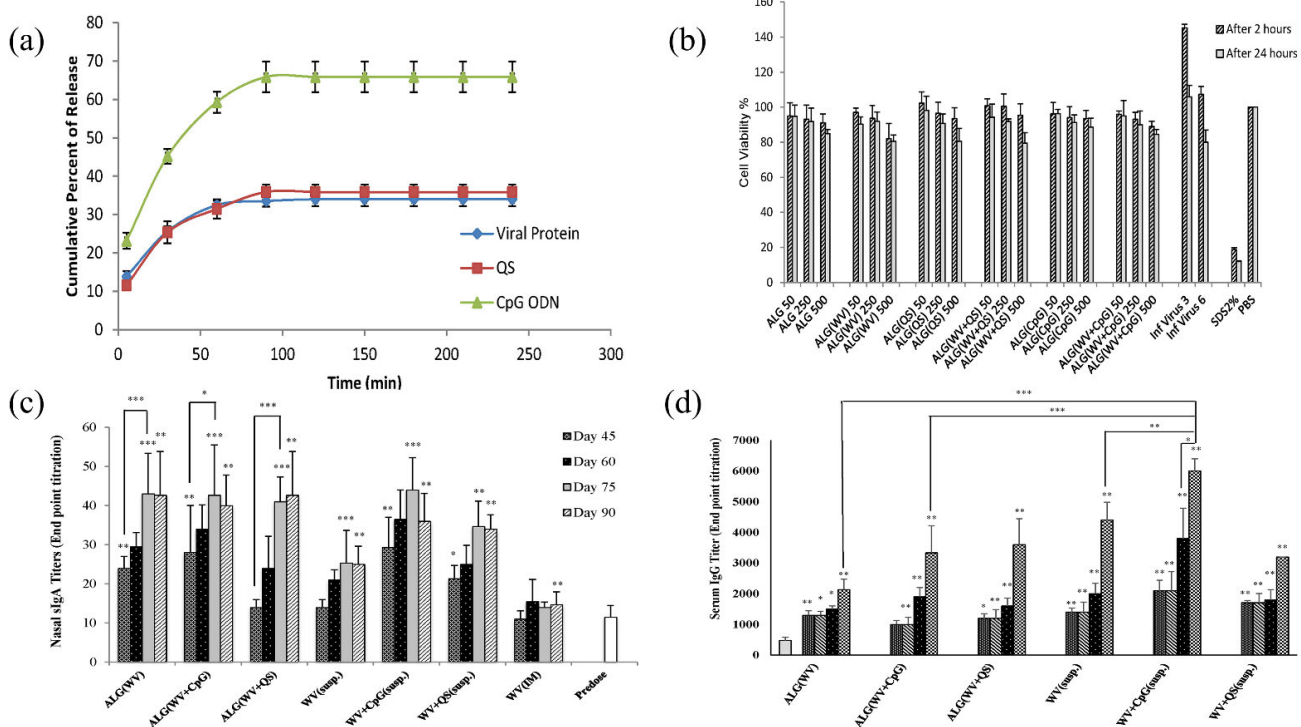 (a)
80
70
60
50
40
30
20
10
0
Cumulative Percent of Release
0 50 100 150 200 250 300
Time (min)
Viral Protein
QS
CpG ODN
(b)
160
140
120
100
80
60
40
20
0
Cell Viability %
After 2 hours
After 24 hours
ALG 50
ALG 250
ALG 500
ALG(WV) 50
ALG(WV) 250
ALG(WV) 500
ALG(QS) 50
ALG(QS) 250
ALG(QS) 500
ALG(WV+QS) 50
ALG(WV+QS) 250
ALG(WV+QS) 500
ALG(CpG) 50
ALG(CpG) 250
ALG(CpG) 500
ALG(WV+CpG) 50
ALG(WV+CpG) 250
ALG(WV+CpG) 500
Inf Virus 3
Inf Virus 6
SDS2%
PBS
(c)
60
50
40
30
20
10
0
Nasal sIgA Titers (End point titration)
*** * ***
*** ** *** ** *** ** *** ** *** ** ** ** **
** ** ** *
Day 45
Day 60
Day 75
Day 90
ALG(WV)
ALG(WV+CpG)
ALG(WV+QS)
WV(susp.)
WV+CpG(susp.)
WV+QS(susp.)
WV(IM)
Predose
(d)
7000
6000
5000
4000
3000
2000
1000
0
Serum IgG Titer (End point titration)
***
***
**
*
** * * **
** ** **
* ** ** **
** ** ** **
** ** ** **
** ** ** **
ALG(WV)
ALG(WV+CpG)
ALG(WV+QS)
WV(susp.)
WV+CpG(susp.)
WV+QS(susp.)